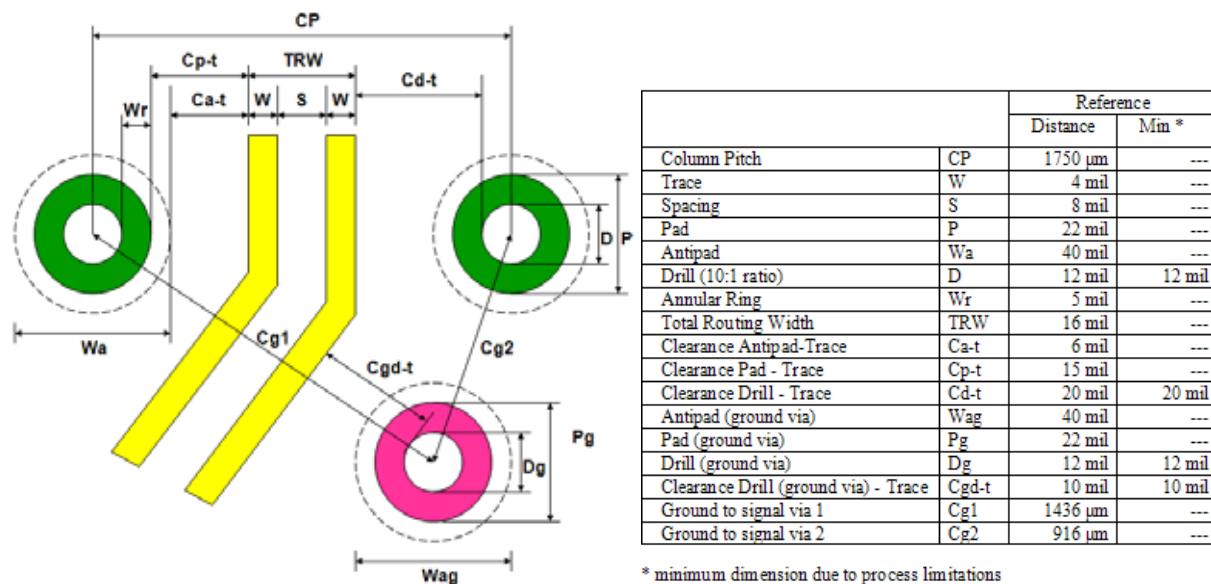 CP
Cp-t TRW
Cd-t
Wr Ca-t W S W
D P
Wa
Cg1
Cg2
Cgd-t
Pg
Dg
Wag
Reference
Distance Min *
Column Pitch CP 1750 µm ---
Trace W 4 mil ---
Spacing S 8 mil ---
Pad P 22 mil ---
Antipad Wa 40 mil ---
Drill (10:1 ratio) D 12 mil 12 mil
Annular Ring Wr 5 mil ---
Total Routing Width TRW 16 mil ---
Clearance Antipad-Trace Ca-t 6 mil ---
Clearance Pad - Trace Cp-t 15 mil ---
Clearance Drill - Trace Cd-t 20 mil 20 mil
Antipad (ground via) Wag 40 mil ---
Pad (ground via) Pg 22 mil ---
Drill (ground via) Dg 12 mil 12 mil
Clearance Drill (ground via) - Trace Cgd-t 10 mil 10 mil
Ground to signal via 1 Cg1 1436 µm ---
Ground to signal via 2 Cg2 916 µm ---
* minimum dimension due to process limitations